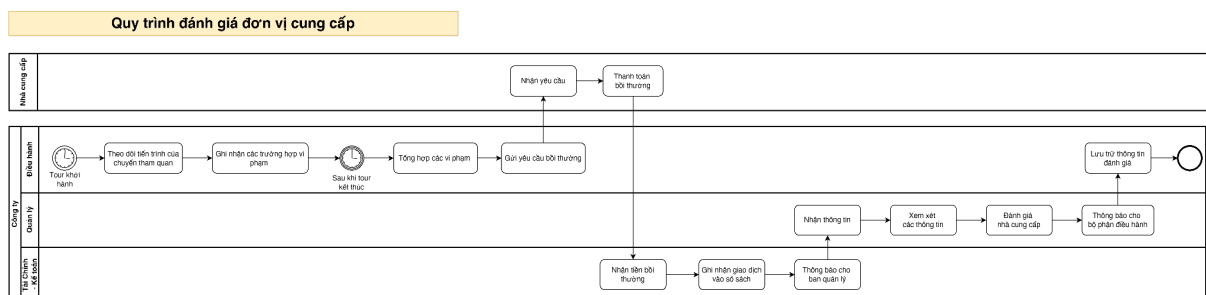 Quy trình đánh giá đơn vị cung cấp
Nhà cung cấp
Nhận yêu cầu
Thanh toán
bồi thường
Công ty
Điều hành
Tour khởi
hành
Theo dõi tiến trình của
chuyến tham quan
Ghi nhận các trường hợp vi
phạm
Sau khi tour
kết thúc
Tổng hợp các vi phạm
Gửi yêu cầu bồi thường
Lưu trữ thông tin
đánh giá
Quản lý
Nhận thông tin
Xem xét
các thông tin
Đánh giá
nhà cung cấp
Thông báo cho
bộ phận điều hành
Tài Chính
- Kế toán
Nhận tiền bồi
thường
Ghi nhận giao dịch
vào sổ sách
Thông báo cho
ban quản lý